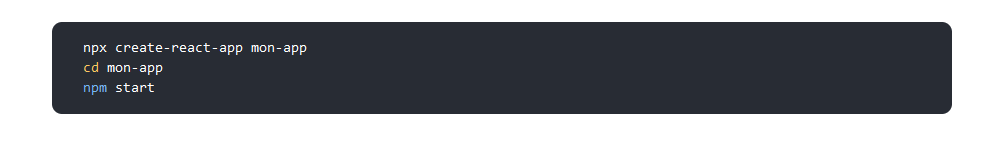 npx create-react-app mon-app
cd mon-app
npm start